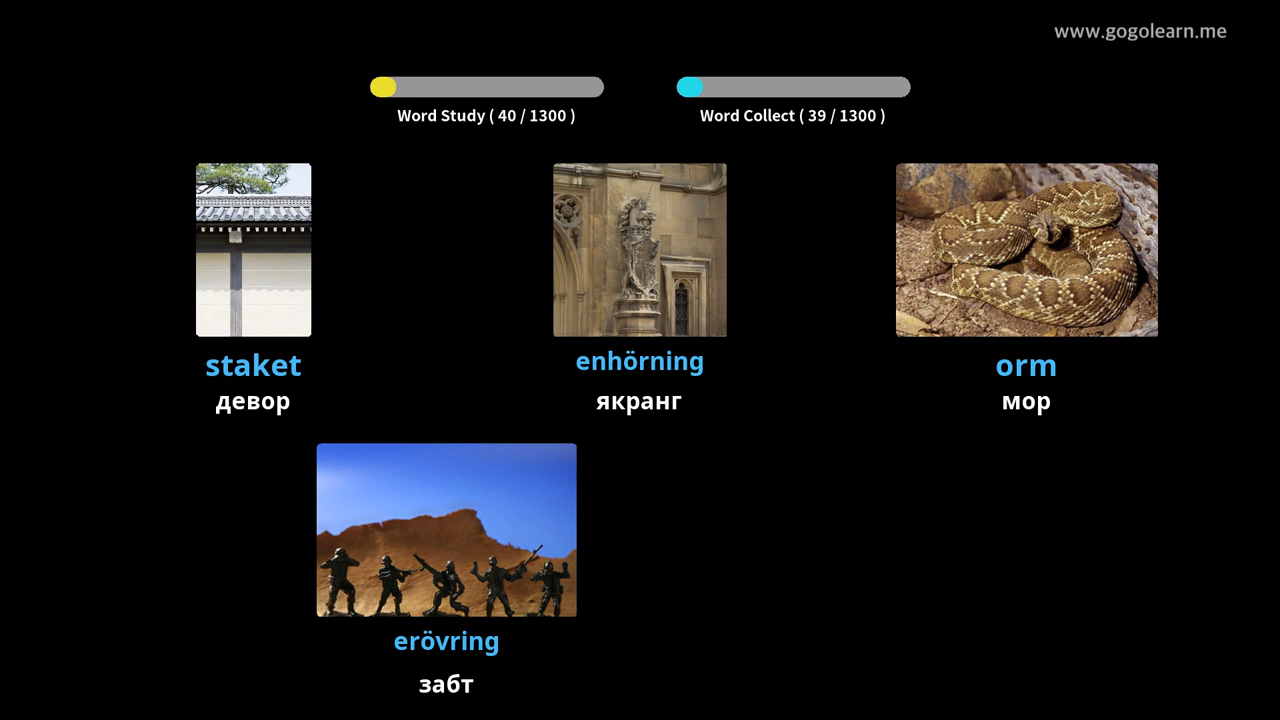 www.gogolearn.me
Word Study ( 40 / 1300 )
Word Collect ( 39 / 1300 )
staket
девор
enhörning
якранг
orm
мор
erövring
забт